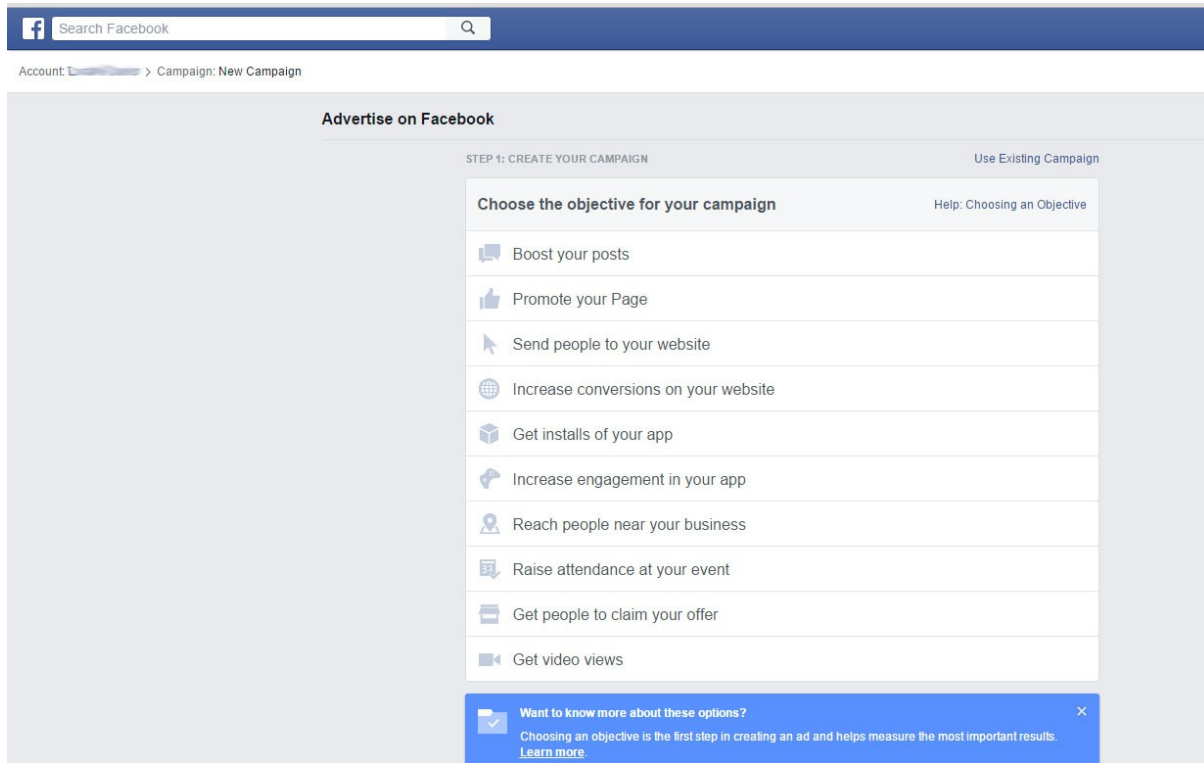 Search Facebook
Account: > Campaign: New Campaign
Advertise on Facebook
STEP 1: CREATE YOUR CAMPAIGN Use Existing Campaign
Choose the objective for your campaign Help: Choosing an Objective
Boost your posts
Promote your Page
Send people to your website
Increase conversions on your website
Get installs of your app
Increase engagement in your app
Reach people near your business
31
Raise attendance at your event
Get people to claim your offer
Get video views
Want to know more about these options?
Choosing an objective is the first step in creating an ad and helps measure the most important results.
Learn more.